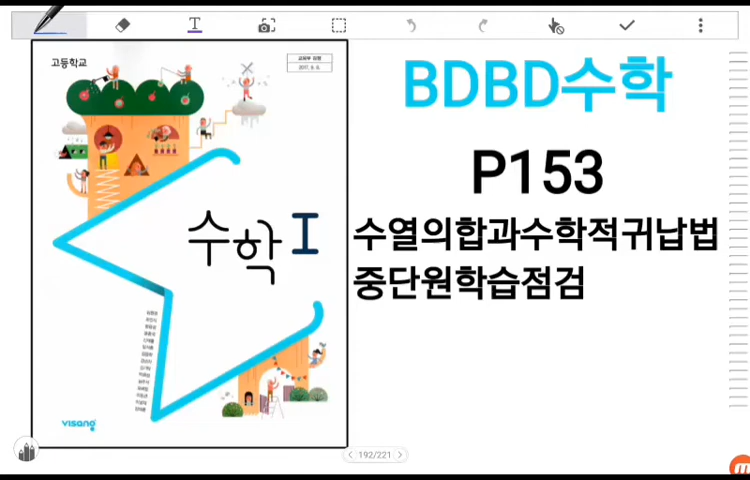 T
고등학교
BDBD수학
P153
수학 I
수열의합과수학적귀납법
중단원학습점검
visang
192/221